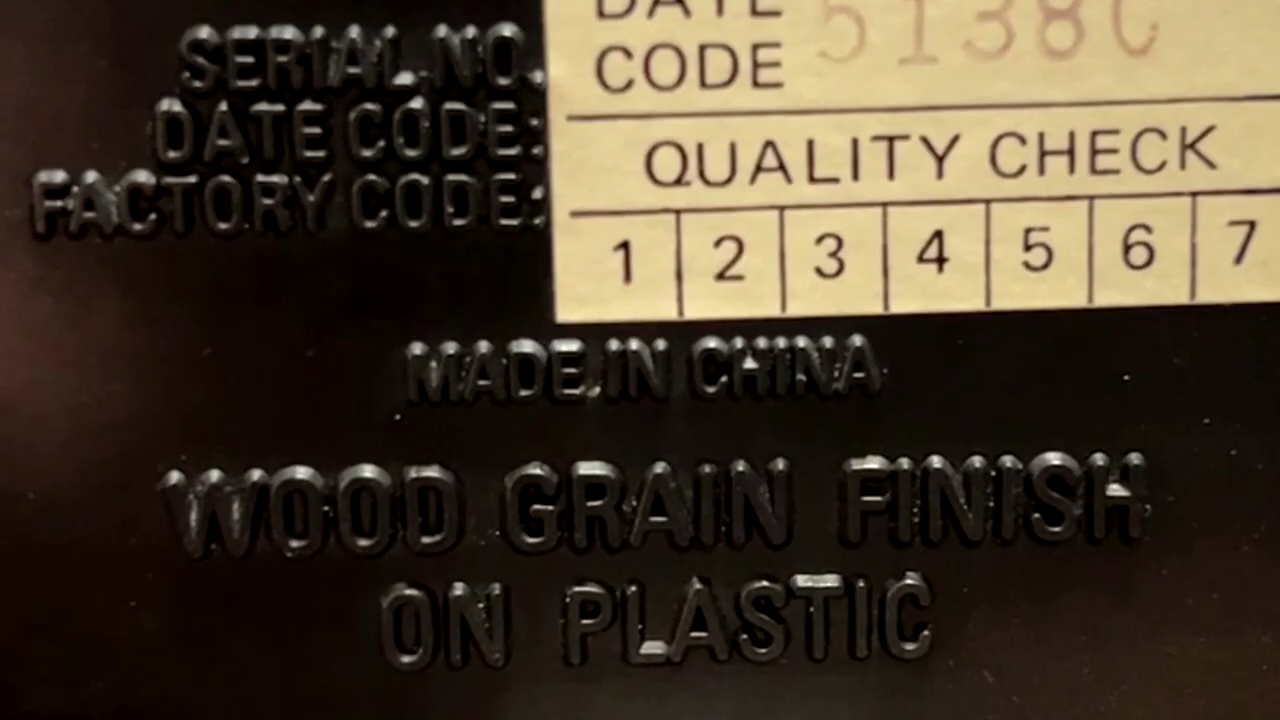 SERIAL NO.
DATE CODE:
FACTORY CODE:
DATE
CODE 5138C
QUALITY CHECK
1 2 3 4 5 6 7
MADE IN CHINA
WOOD GRAIN FINISH
ON PLASTIC